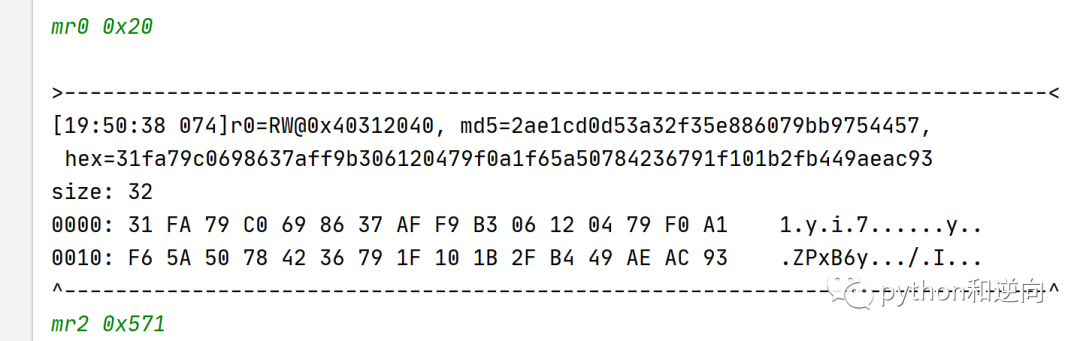 mr0 0x20
>-----------------------------------------------------------------------------<
[19:50:38 074]r0=RW@0x40312040, md5=2ae1cd0d53a32f35e886079bb9754457,
hex=31fa79c0698637aff9b306120479f0a1f65a50784236791f101b2fb449aeac93
size: 32
0000: 31 FA 79 C0 69 86 37 AF F9 B3 06 12 04 79 F0 A1    1.y.i.7......y..
0010: F6 5A 50 78 42 36 79 1F 10 1B 2F B4 49 AE AC 93    .ZPxB6y.../.I...
^-----------------------------------------------------------------------------^
python和逆向
mr2 0x571